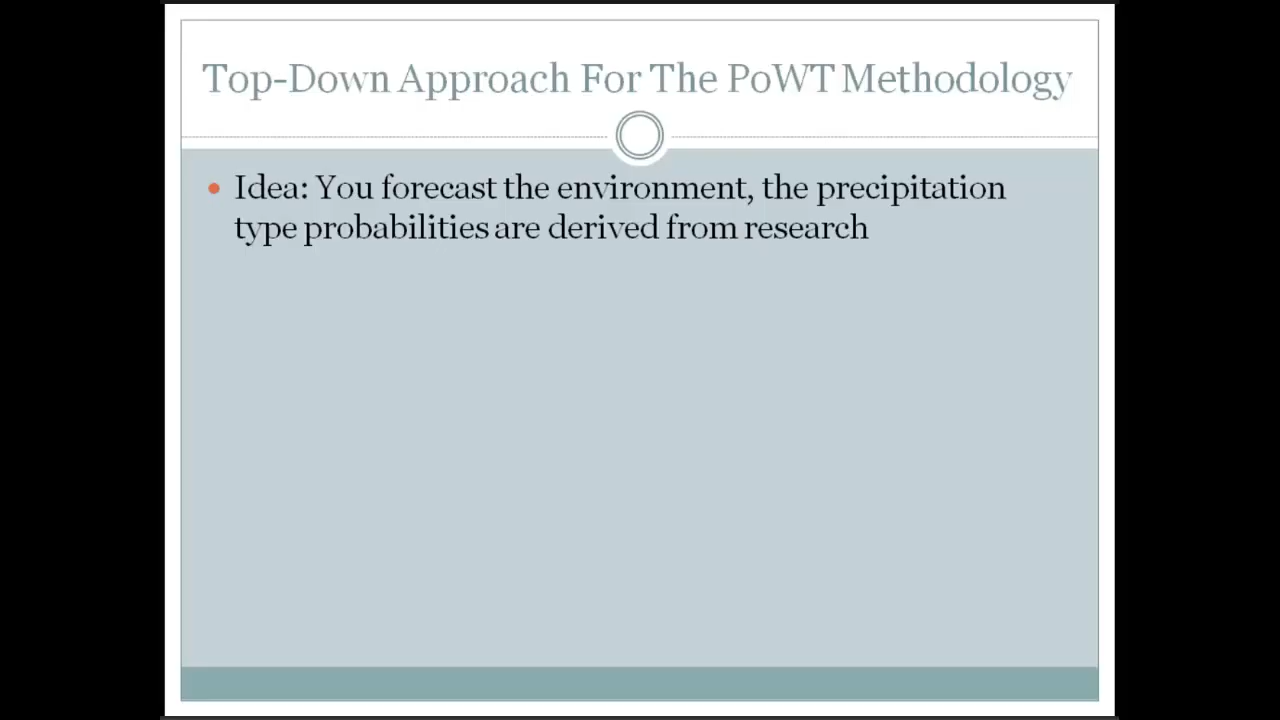 Top-Down Approach For The PoWT Methodology
• Idea: You forecast the environment, the precipitation
type probabilities are derived from research